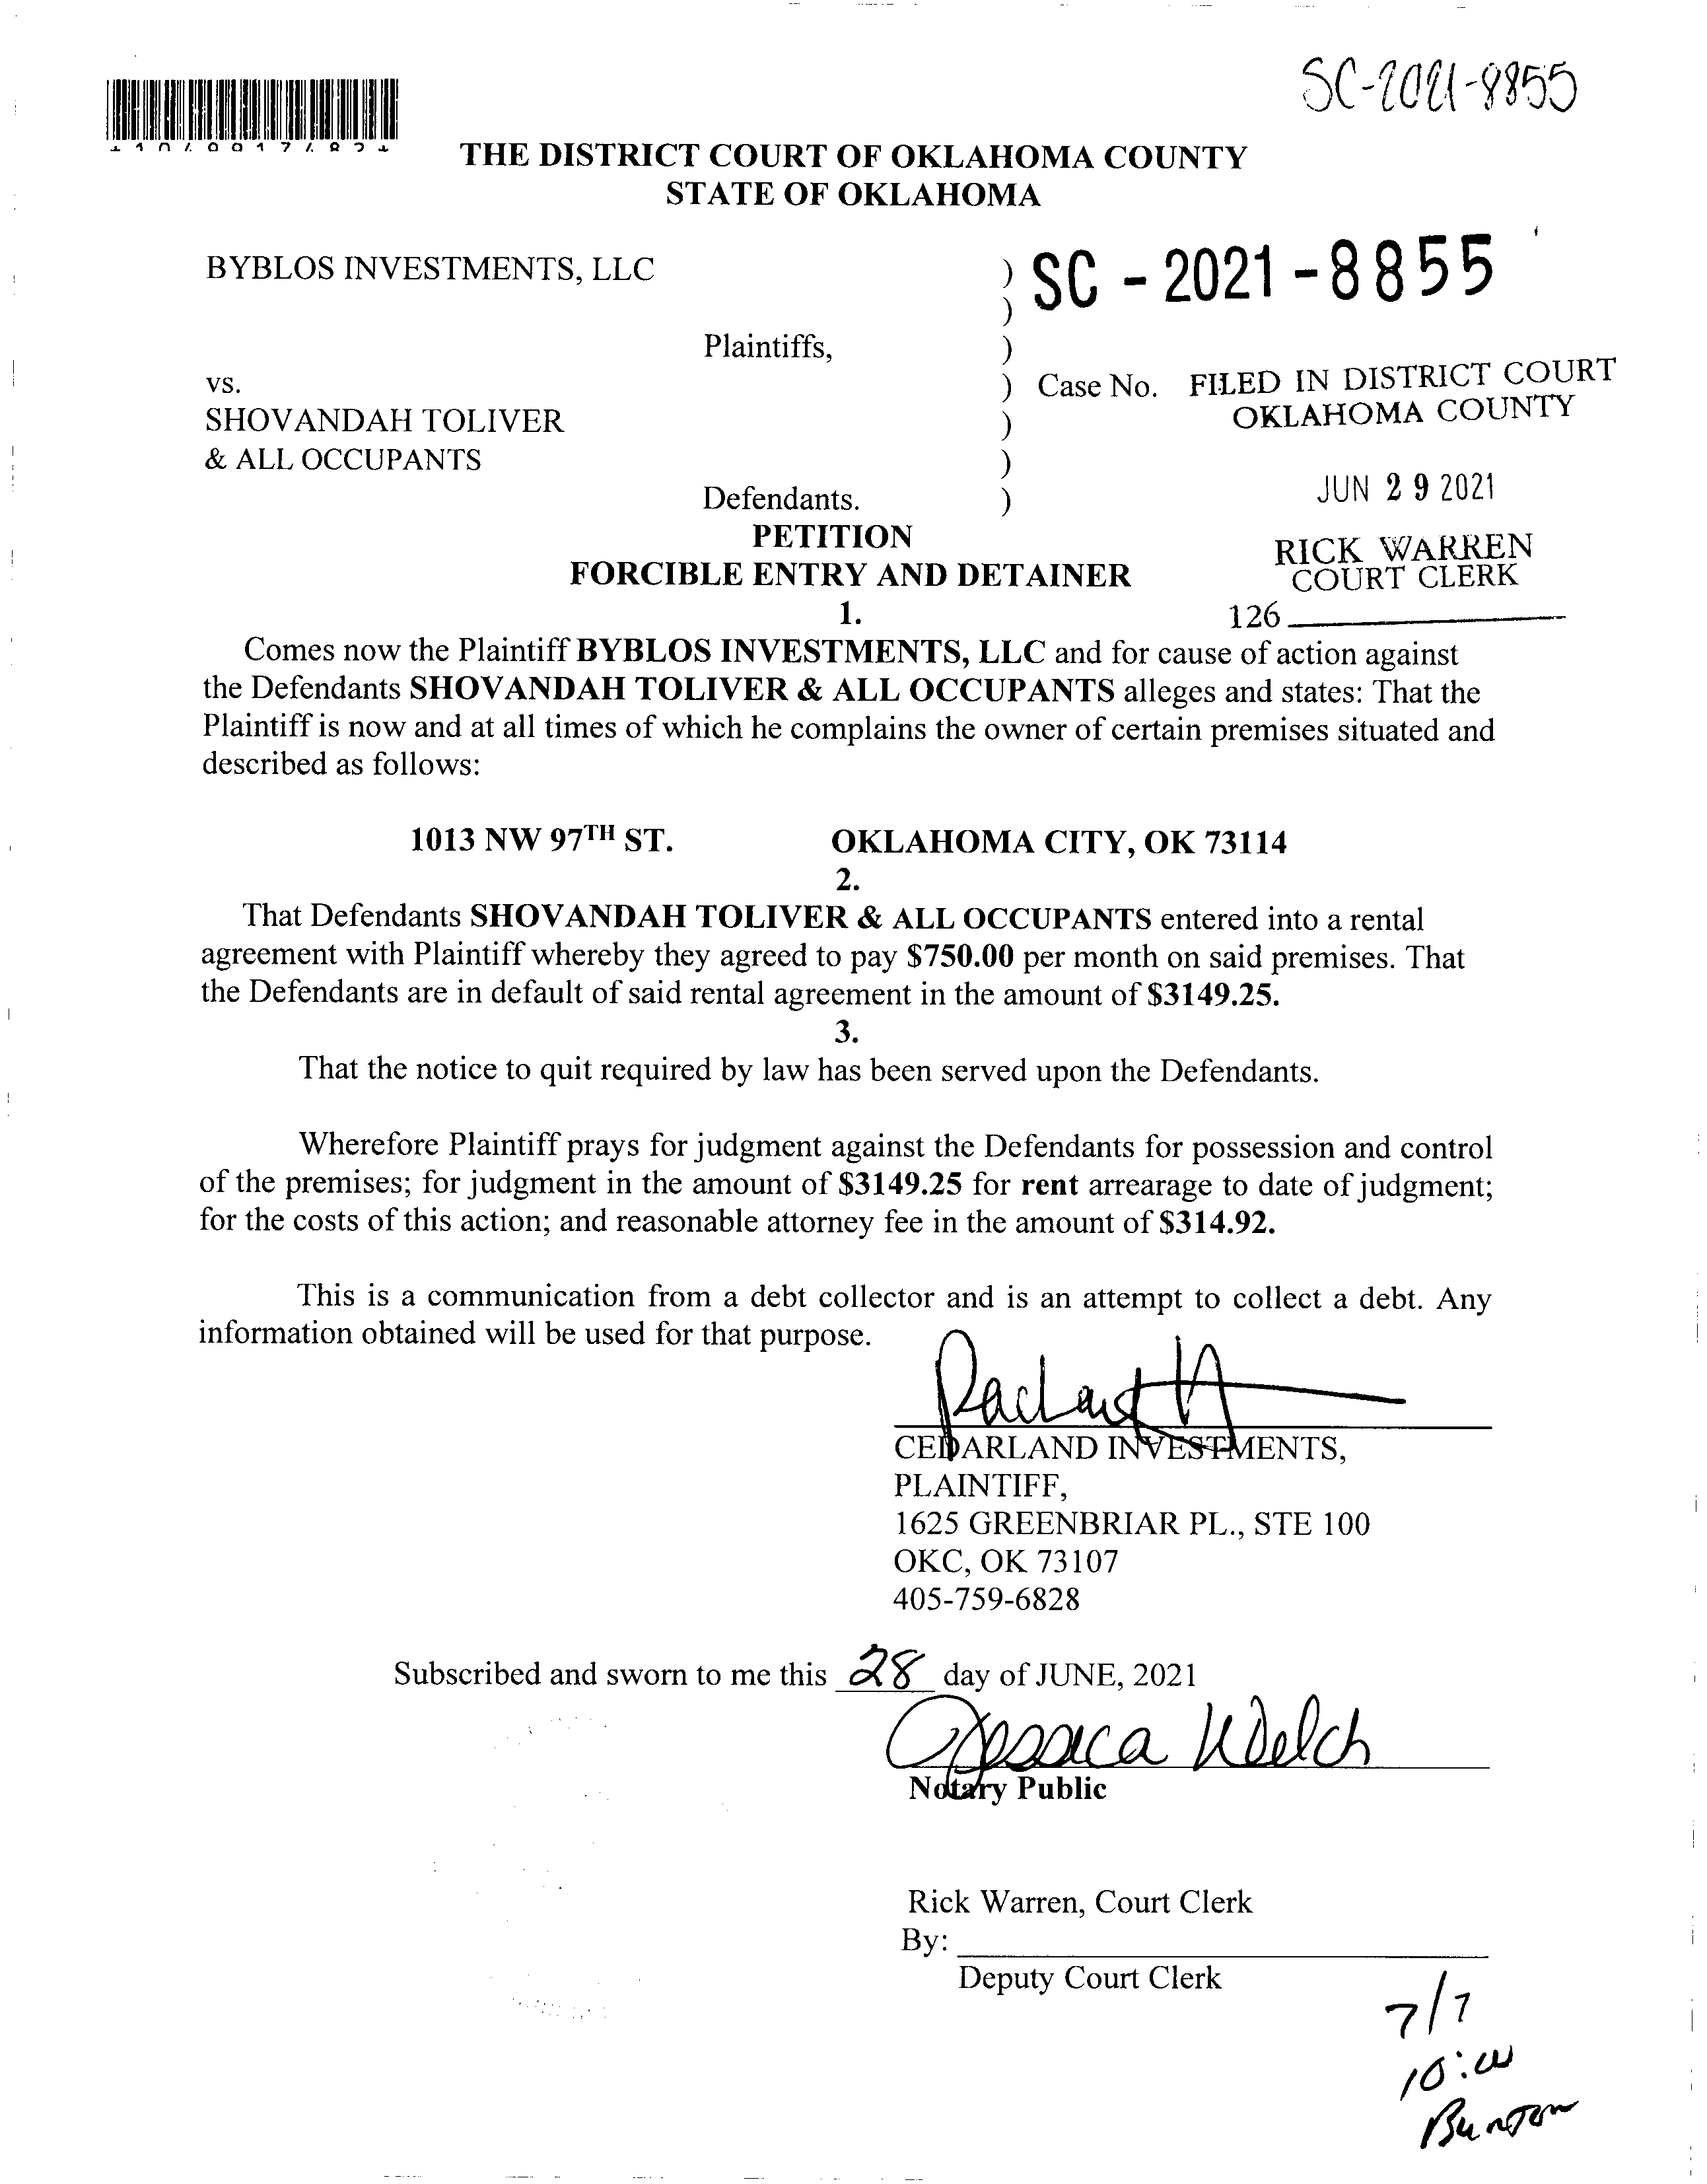 SC-2021-8855
THE DISTRICT COURT OF OKLAHOMA COUNTY
STATE OF OKLAHOMA
BYBLOS INVESTMENTS, LLC ) SC - 2021 - 8855
)
Plaintiffs, )
vs. ) Case No. FILED IN DISTRICT COURT
SHOVANDAH TOLIVER ) OKLAHOMA COUNTY
& ALL OCCUPANTS )
Defendants. ) JUN 29 2021
PETITION
RICK WARREN
FORCIBLE ENTRY AND DETAINER COURT CLERK
1. 126
Comes now the Plaintiff BYBLOS INVESTMENTS, LLC and for cause of action against
the Defendants SHOVANDAH TOLIVER & ALL OCCUPANTS alleges and states: That the
Plaintiff is now and at all times of which he complains the owner of certain premises situated and
described as follows:
1013 NW 97TH ST. OKLAHOMA CITY, OK 73114
2.
That Defendants SHOVANDAH TOLIVER & ALL OCCUPANTS entered into a rental
agreement with Plaintiff whereby they agreed to pay $750.00 per month on said premises. That
the Defendants are in default of said rental agreement in the amount of $3149.25.
3.
That the notice to quit required by law has been served upon the Defendants.
Wherefore Plaintiff prays for judgment against the Defendants for possession and control
of the premises; for judgment in the amount of $3149.25 for rent arrearage to date of judgment;
for the costs of this action; and reasonable attorney fee in the amount of $314.92.
This is a communication from a debt collector and is an attempt to collect a debt. Any
information obtained will be used for that purpose.
CEDARLAND INVESTMENTS,
PLAINTIFF,
1625 GREENBRIAR PL., STE 100
OKC, OK 73107
405-759-6828
Subscribed and sworn to me this 28 day of JUNE, 2021
Jessica Welch
Notary Public
Rick Warren, Court Clerk
By:
Deputy Court Clerk
7/7
10:00
Burton